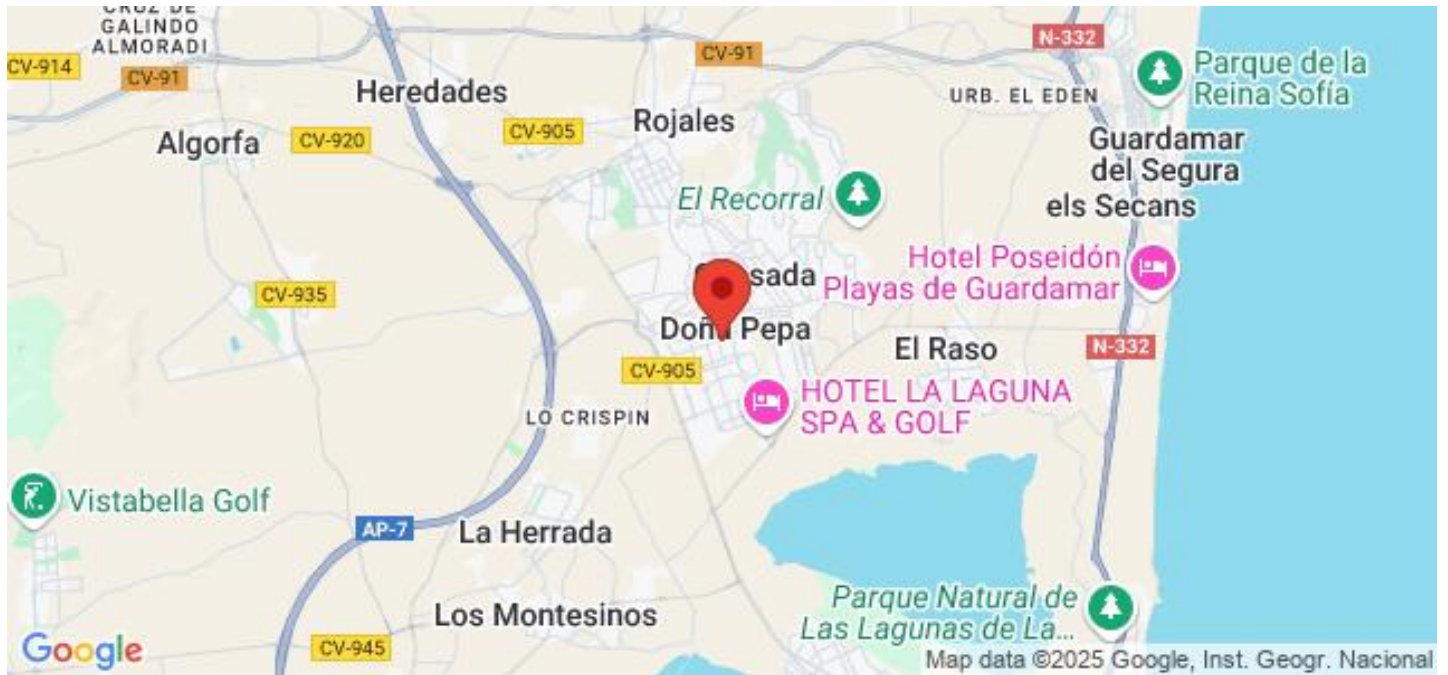 CRUZ DE
GALINDO
ALMORADI
CV-914
CV-91
Heredades
CV-91
N-332
Parque de la
Reina Sofía
URB. EL EDEN
Algorfa
CV-920
CV-905
Rojales
Guardamar
del Segura
El Recorral
els Secans
Hotel Poseidón
Playas de Guardamar
sada
CV-935
Doña Pepa
El Raso
N-332
CV-905
HOTEL LA LAGUNA
SPA & GOLF
LO CRISPIN
Vistabella Golf
AP-7
La Herrada
Los Montesinos
Parque Natural de
Las Lagunas de La...
CV-945
Google
Map data ©2025 Google, Inst. Geogr. Nacional